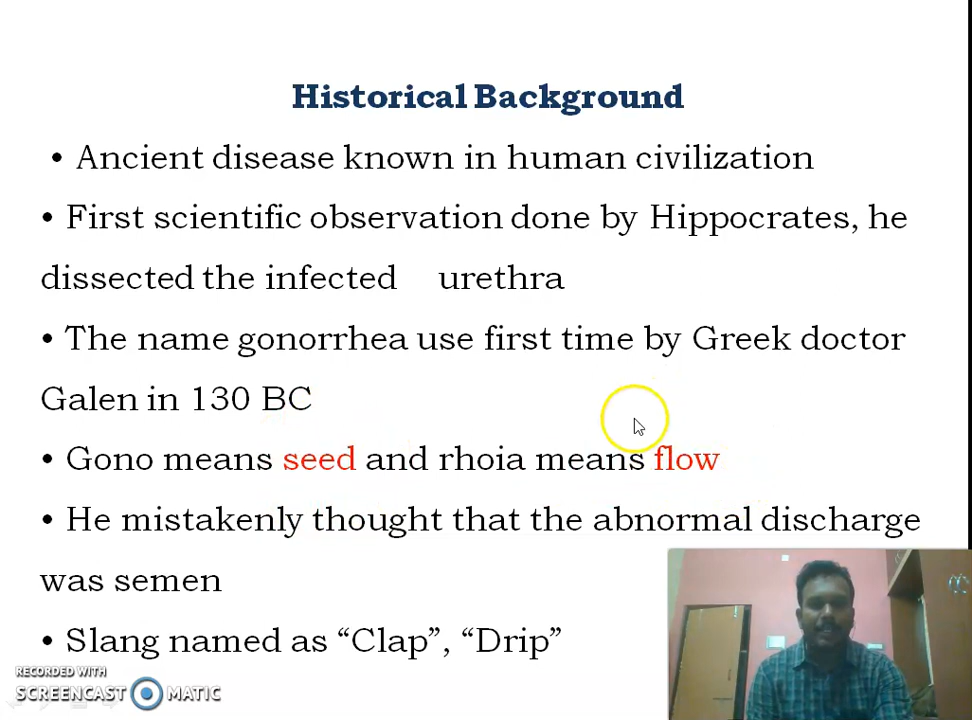 Historical Background
• Ancient disease known in human civilization
• First scientific observation done by Hippocrates, he
dissected the infected urethra
• The name gonorrhea use first time by Greek doctor
Galen in 130 BC
• Gono means seed and rhoia means flow
• He mistakenly thought that the abnormal discharge
was semen
• Slang named as “Clap”, “Drip”
RECORDED WITH
SCREENCAST MATIC